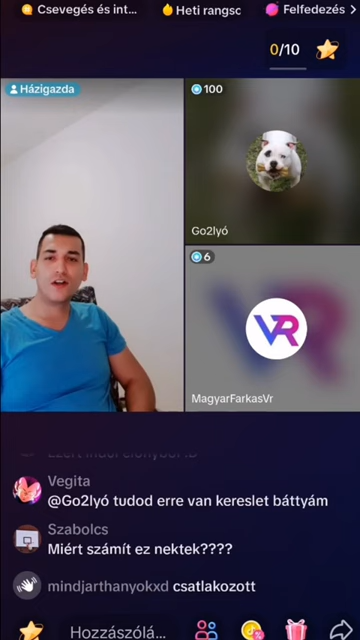 Csevegés és int...
Heti rangsc
Felfedezés
0/10
Házigazda
100
Go2lyó
6
VR
MagyarFarkasVr
Vegita
@Go2lyó tudod erre van kereslet báttyám
Szabolcs
Miért számít ez nektek????
mindjarthanyokxd csatlakozott
Hozzászólá...